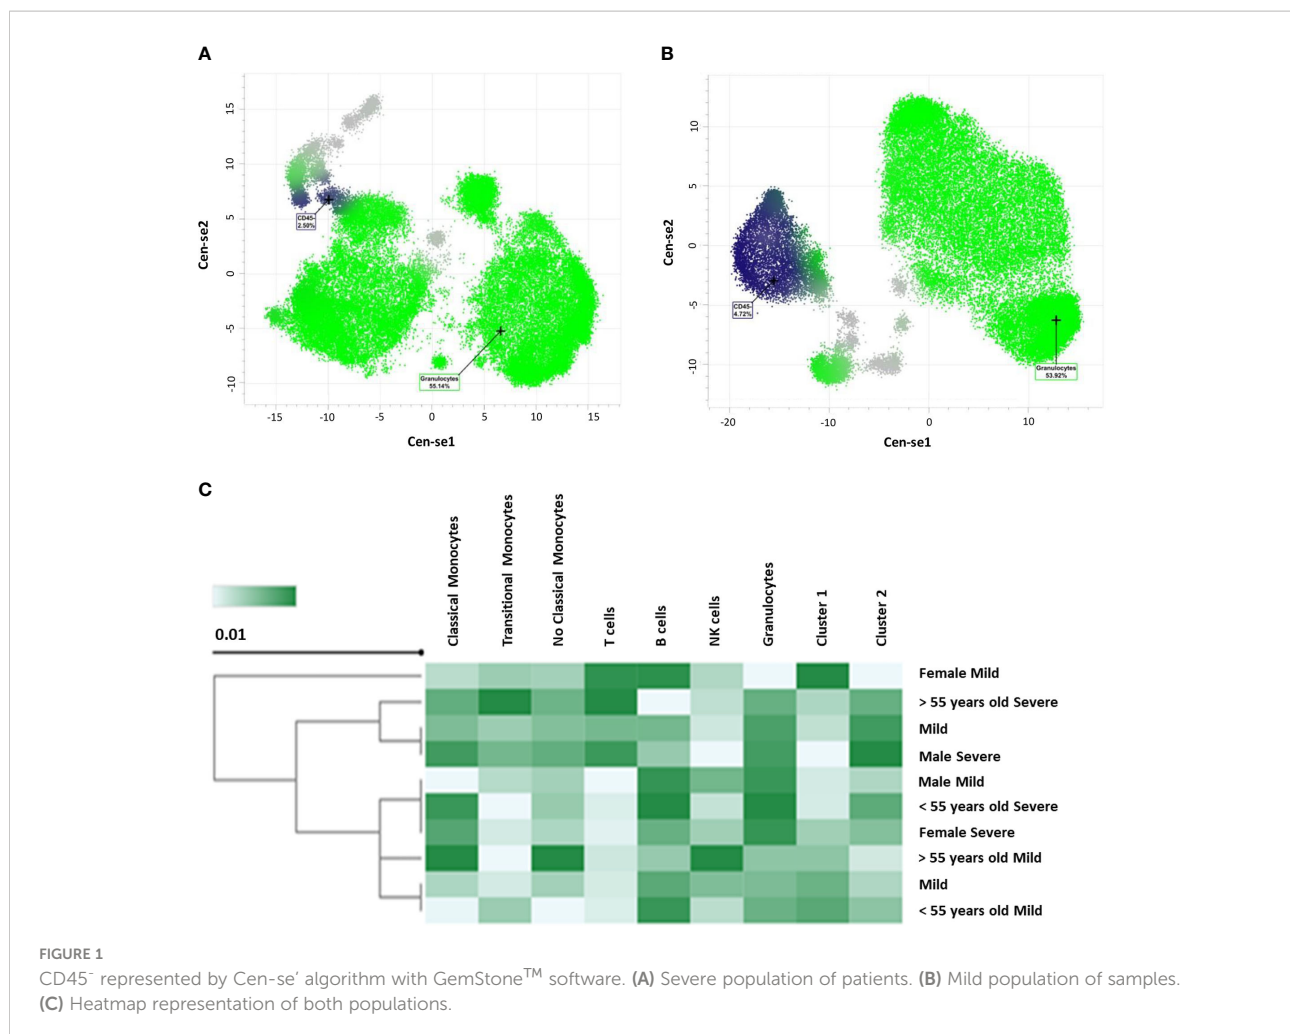 A
B
15
10
5
0
-5
-10
Cen-se2
CD45-
2.50%
Granulocytes
55.14%
-15
-10
-5
0
5
10
15
Cen-se1
10
5
0
-5
-10
Cen-se2
CD45-
4.72%
Granulocytes
53.92%
-20
-10
0
10
Cen-se1
C
0.01
Classical Monocytes
Transitional Monocytes
No Classical Monocytes
T cells
B cells
NK cells
Granulocytes
Cluster 1
Cluster 2
Female Mild
> 55 years old Severe
Mild
Male Severe
Male Mild
< 55 years old Severe
Female Severe
> 55 years old Mild
Mild
< 55 years old Mild
FIGURE 1
CD45⁻ represented by Cen-se′ algorithm with GemStone™ software. (A) Severe population of patients. (B) Mild population of samples.
(C) Heatmap representation of both populations.